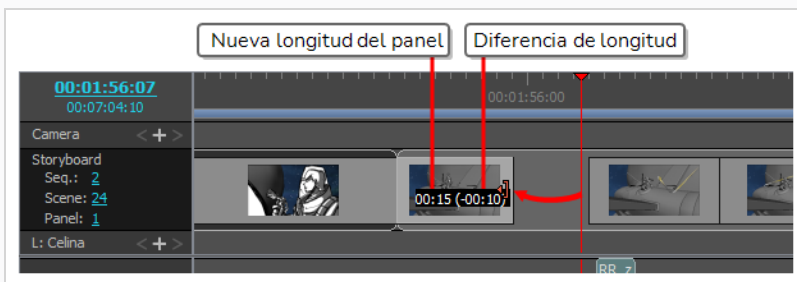 Nueva longitud del panel
Diferencia de longitud
00:01:56:07
00:07:04:10
00:01:56:00
Camera < + >
Storyboard
Seq.: 2
Scene: 24
Panel: 1
00:15 (-00:10)
L: Celina < + >
RR_z